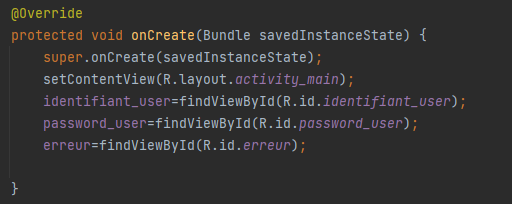 @Override
protected void onCreate(Bundle savedInstanceState) {
    super.onCreate(savedInstanceState);
    setContentView(R.layout.activity_main);
    identifiant_user=findViewById(R.id.identifiant_user);
    password_user=findViewById(R.id.password_user);
    erreur=findViewById(R.id.erreur);
}